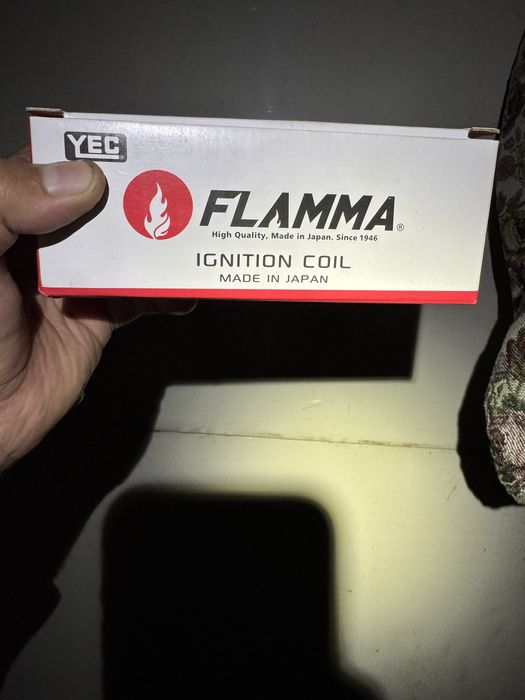 YEC
FLAMMA®
High Quality, Made in Japan. Since 1946
IGNITION COIL
MADE IN JAPAN